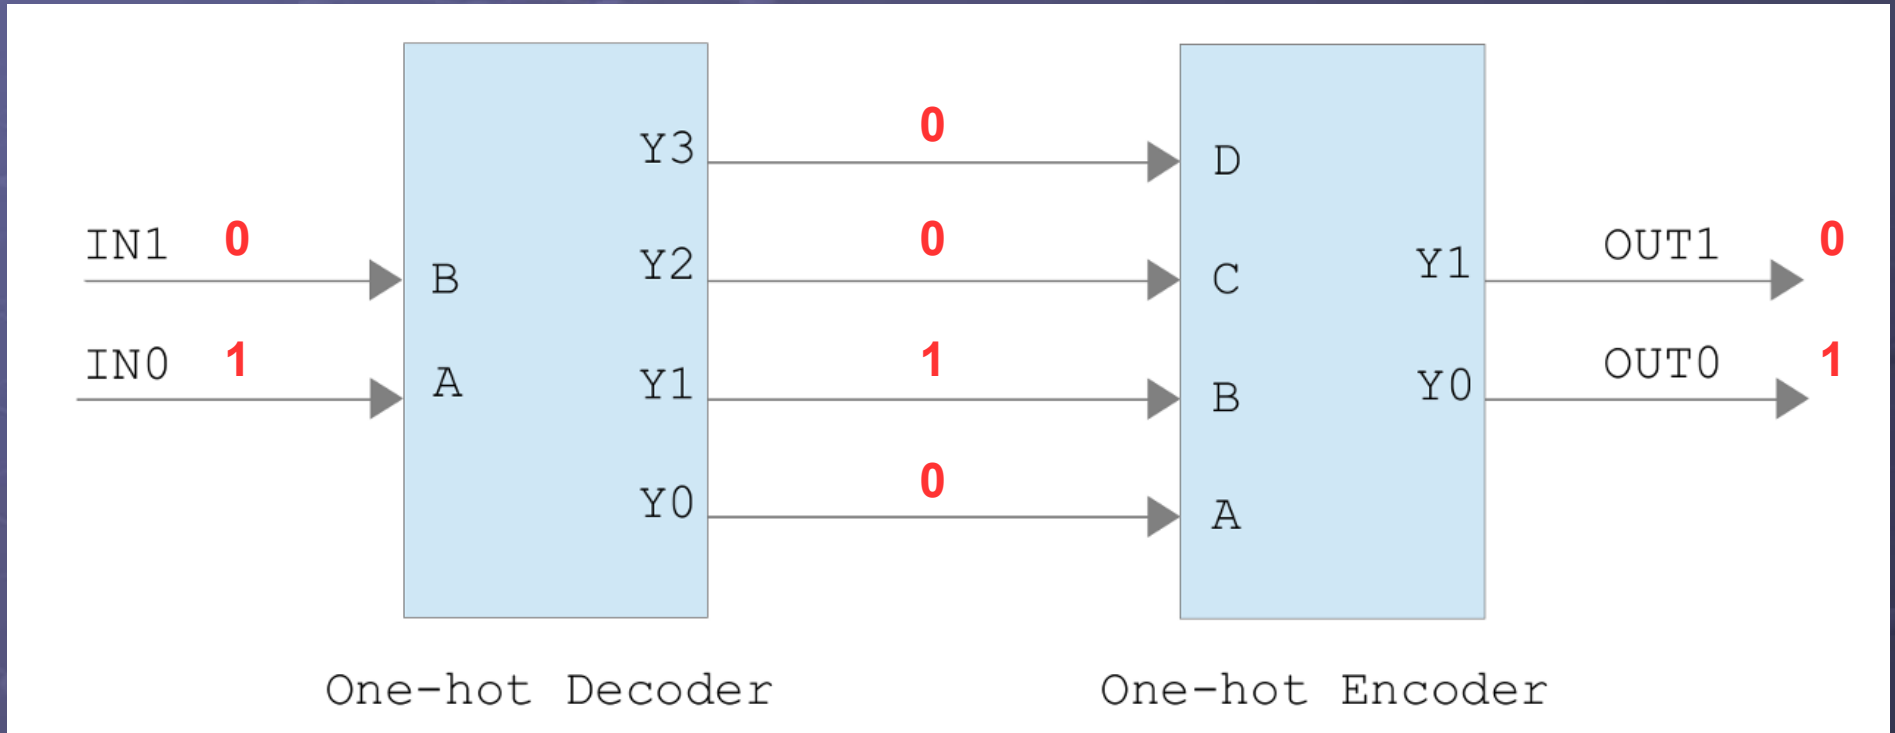 Y3 0 D
IN1 0 B Y2 0 C Y1 OUT1 0
IN0 1 A Y1 1 B Y0 OUT0 1
Y0 0 A
One-hot Decoder One-hot Encoder